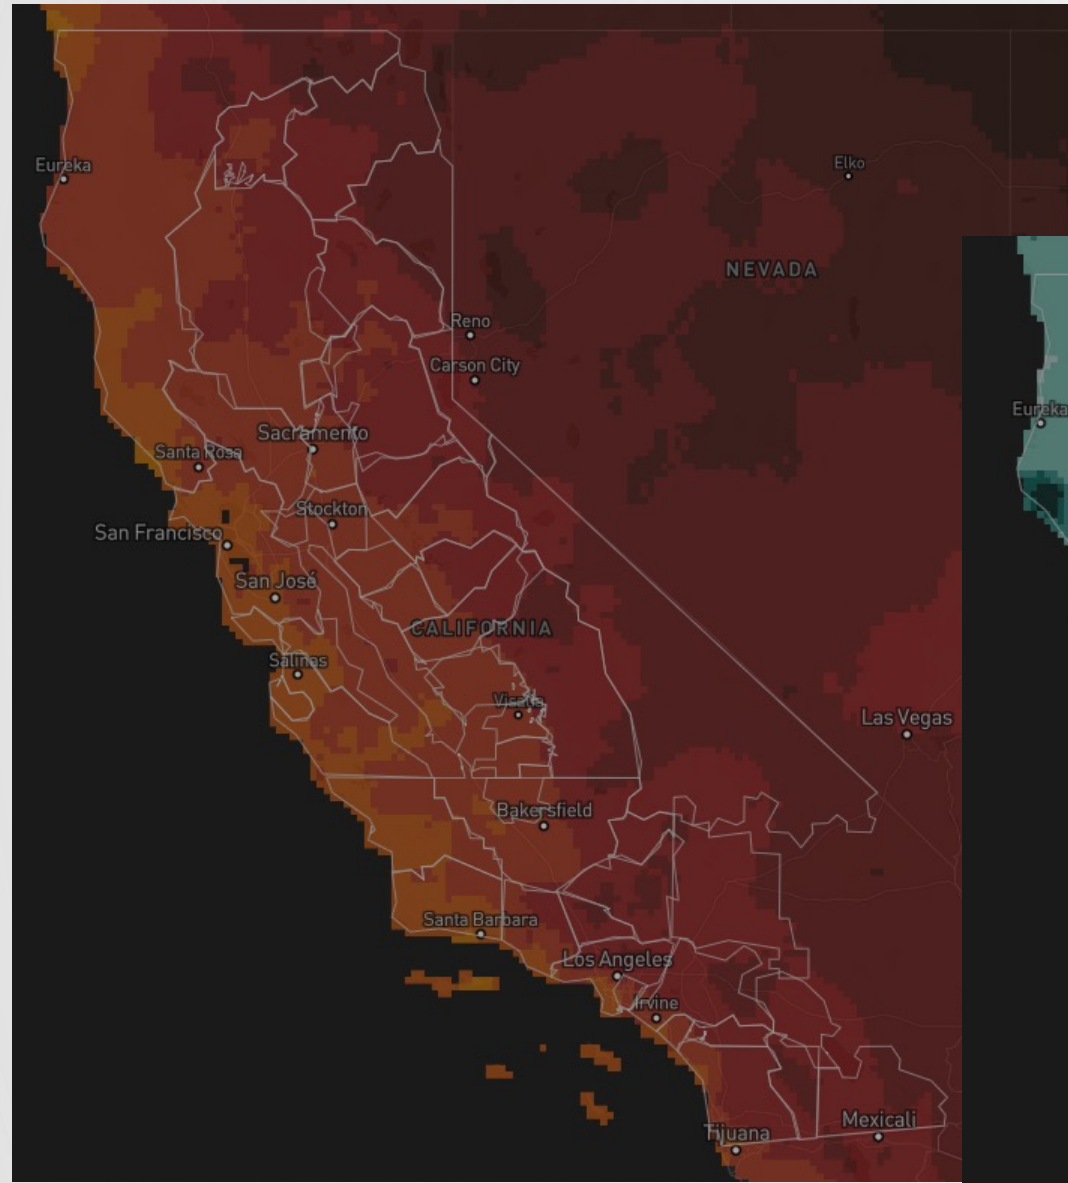 Eureka
Elko
NEVADA
Reno
Carson City
Eureka
Sacramento
Santa Rosa
Stockton
San Francisco
San José
CALIFORNIA
Salinas
Visalia
Las Vegas
Bakersfield
Santa Barbara
Los Angeles
Irvine
Mexicali
Tijuana